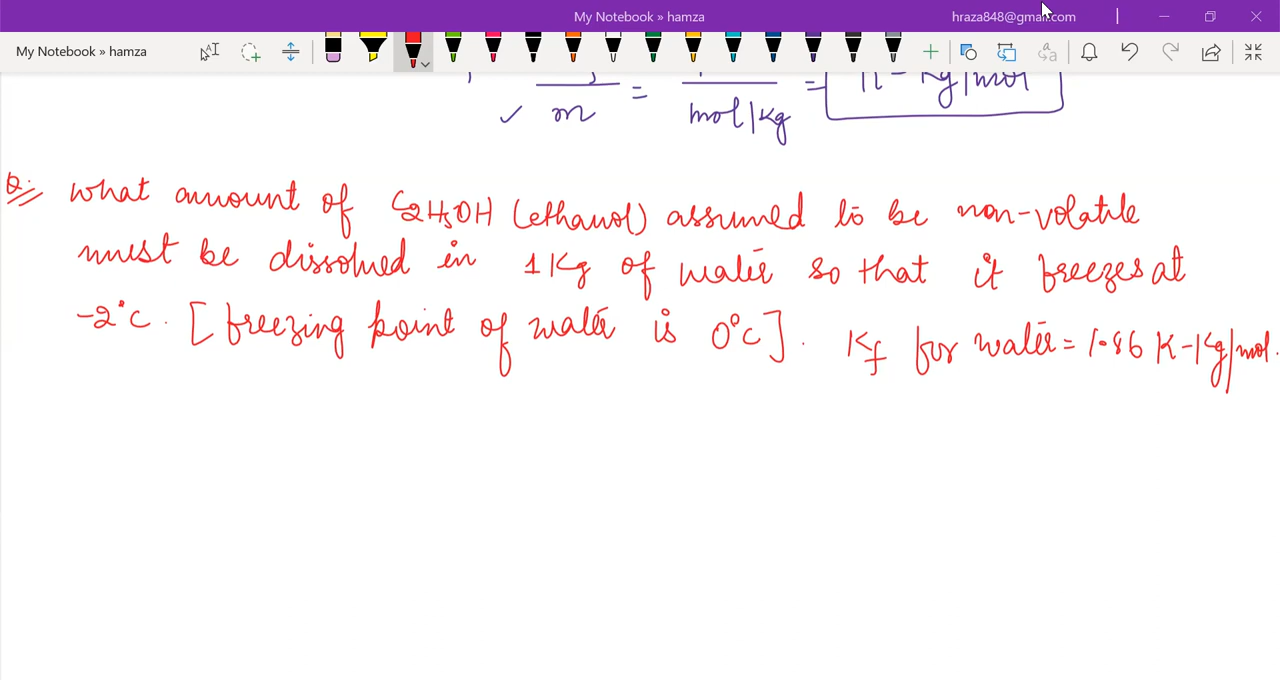 My Notebook » hamza
hraza848@gmail.com
My Notebook » hamza
m = mol/kg = K-Kg/mol
Q:- What amount of C2H5OH (ethanol) assumed to be non-volatile
must be dissolved in 1Kg of water so that it freezes at
-2°C. [freezing point of water is 0°C]. Kf for water = 1.86 K-Kg/mol.